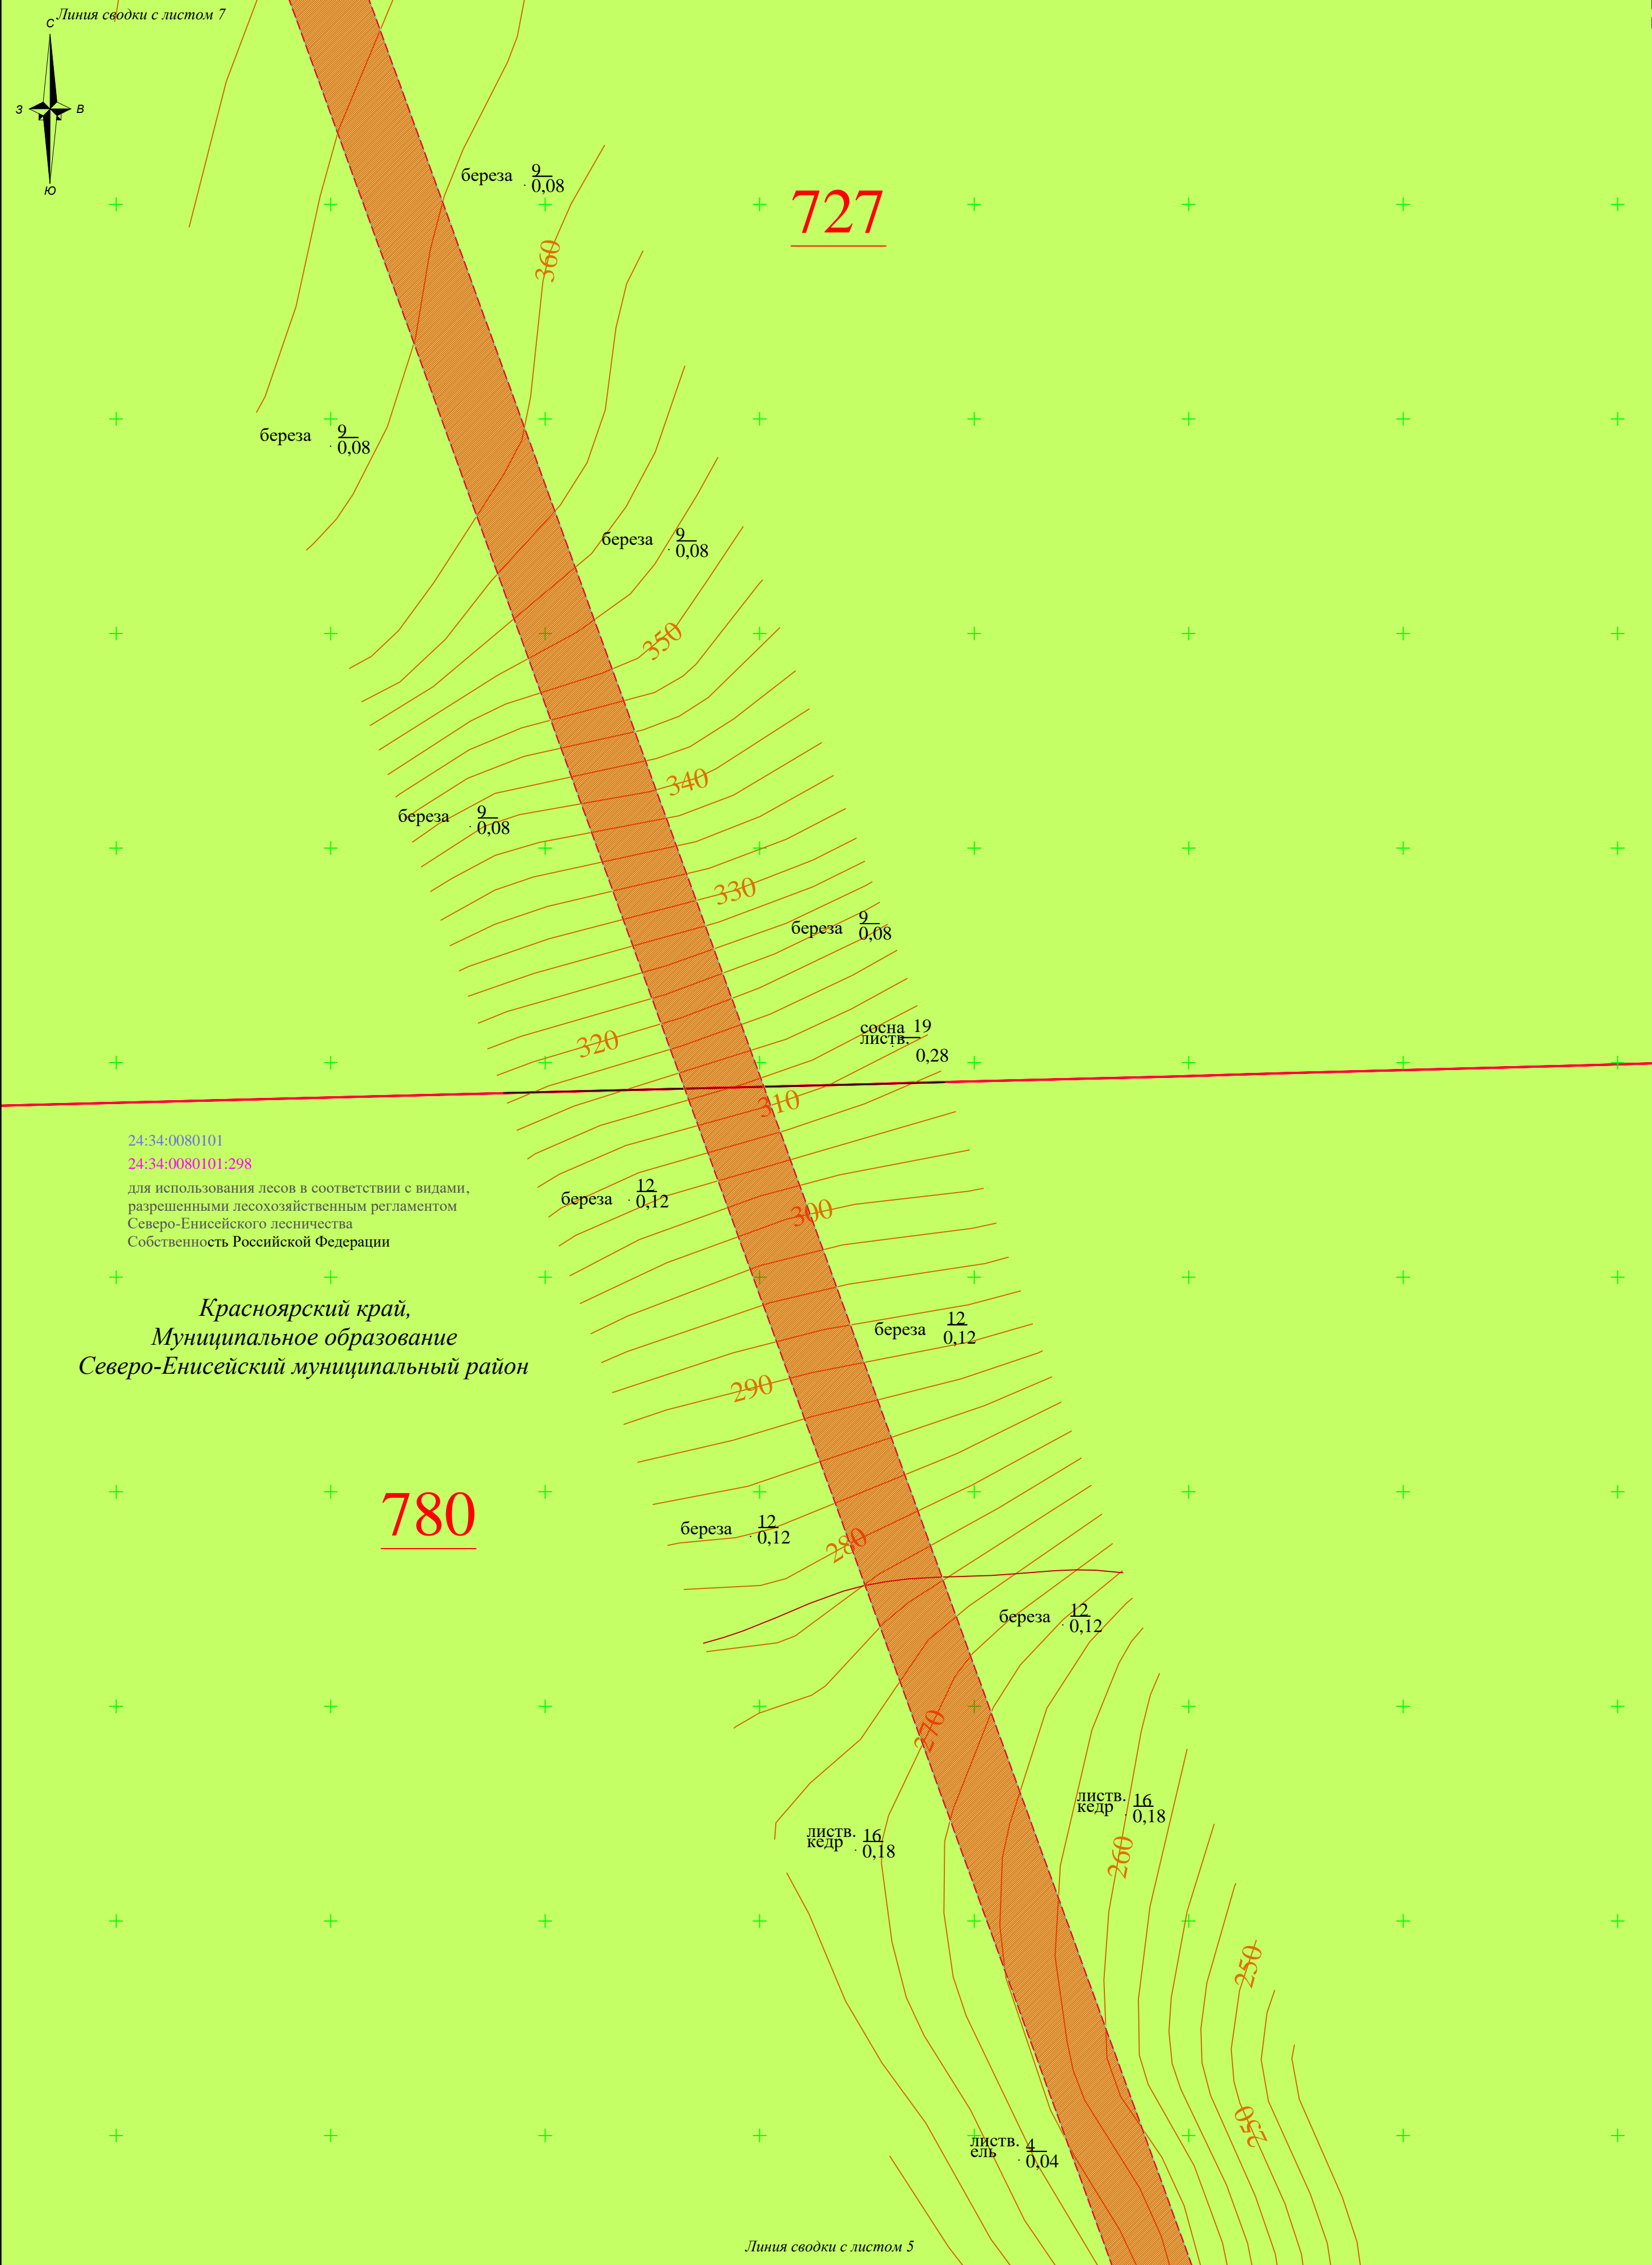 Линия сводки с листом 7
С
З
В
Ю
береза 9
0,08
727
360
береза 9
0,08
береза 9
0,08
350
340
береза 9
0,08
330
береза 9
0,08
320
сосна 19
листв.
0,28
310
24:34:0080101
24:34:0080101:298
для использования лесов в соответствии с видами,
разрешенными лесохозяйственным регламентом
Северо-Енисейского лесничества
Собственность Российской Федерации
береза 12
0,12
300
Красноярский край,
Муниципальное образование
Северо-Енисейский муниципальный район
береза 12
0,12
290
780
береза 12
0,12
280
береза 12
0,12
270
листв. 16
кедр 0,18
листв. 16
кедр 0,18
260
250
250
листв. 4
ель 0,04
Линия сводки с листом 5